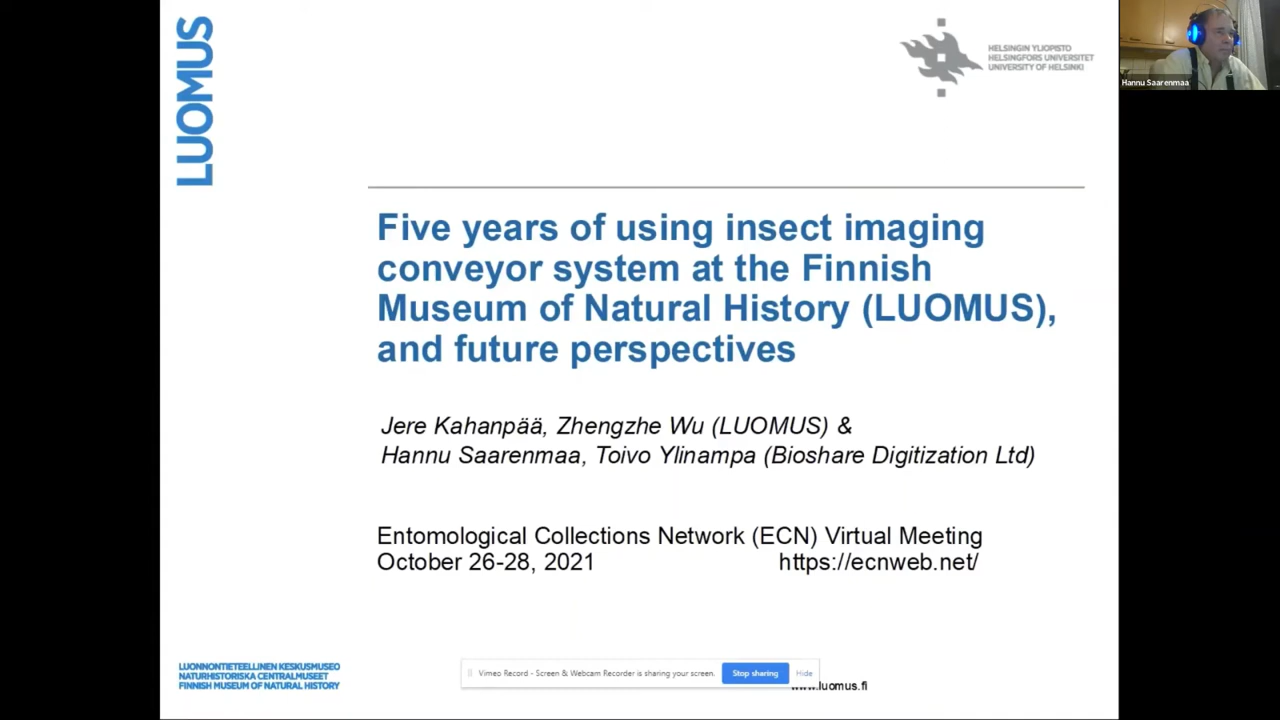 LUOMUS
HELSINGIN YLIOPISTO
HELSINGFORS UNIVERSITET
UNIVERSITY OF HELSINKI
Hannu Saarenmaa
Five years of using insect imaging
conveyor system at the Finnish
Museum of Natural History (LUOMUS),
and future perspectives
Jere Kahanpää, Zhengzhe Wu (LUOMUS) &
Hannu Saarenmaa, Toivo Ylinampa (Bioshare Digitization Ltd)
Entomological Collections Network (ECN) Virtual Meeting
October 26-28, 2021 https://ecnweb.net/
LUONNONTIETEELLINEN KESKUSMUSEO
NATURHISTORISKA CENTRALMUSEET
FINNISH MUSEUM OF NATURAL HISTORY
Vimeo Record - Screen & Webcam Recorder is sharing your screen. Stop sharing Hide
www.luomus.fi